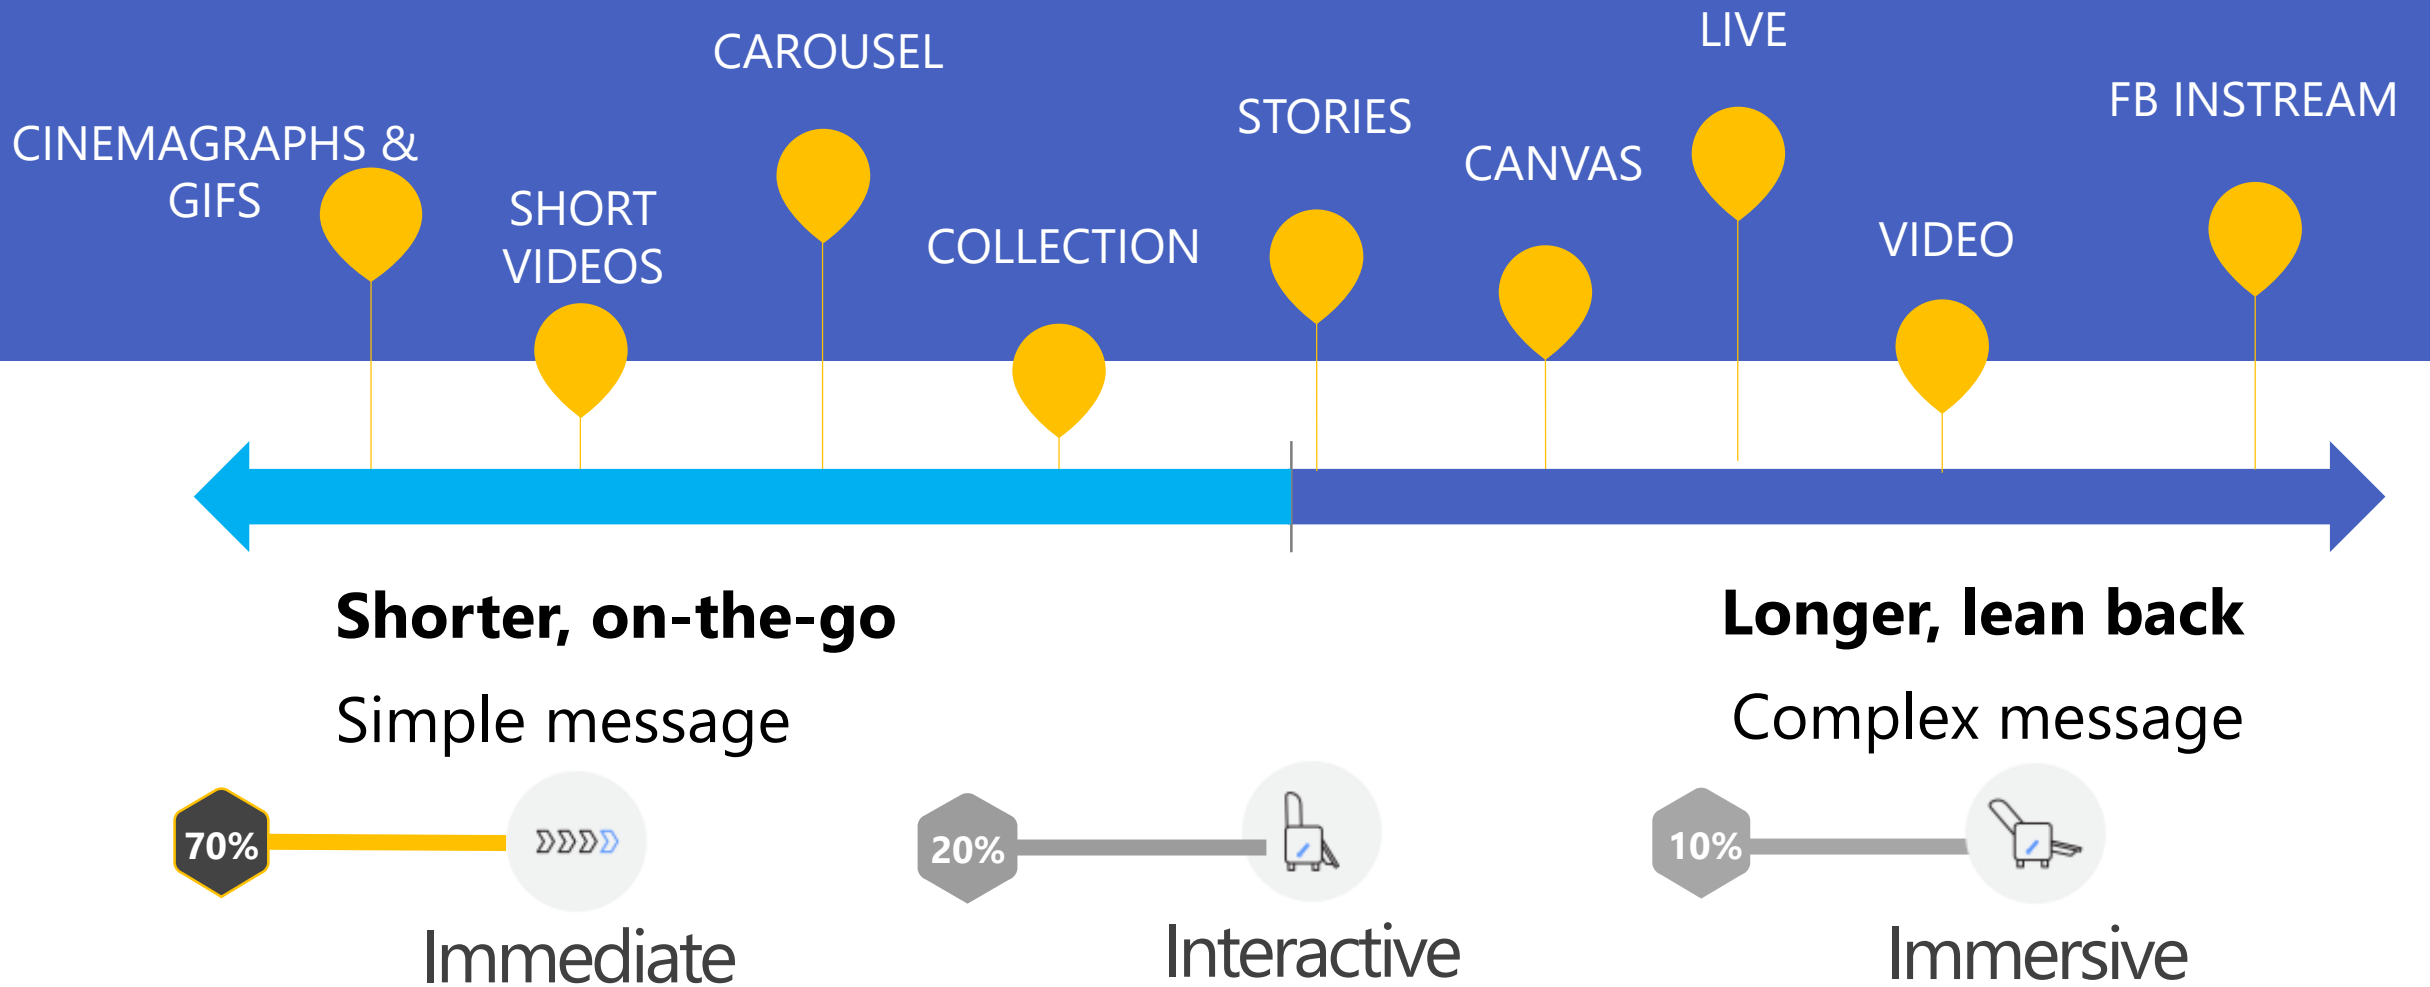 CINEMAGRAPHS &
GIFS
SHORT
VIDEOS
CAROUSEL
COLLECTION
STORIES
CANVAS
LIVE
VIDEO
FB INSTREAM
Shorter, on-the-go
Simple message
Longer, lean back
Complex message
70%
Immediate
20%
Interactive
10%
Immersive